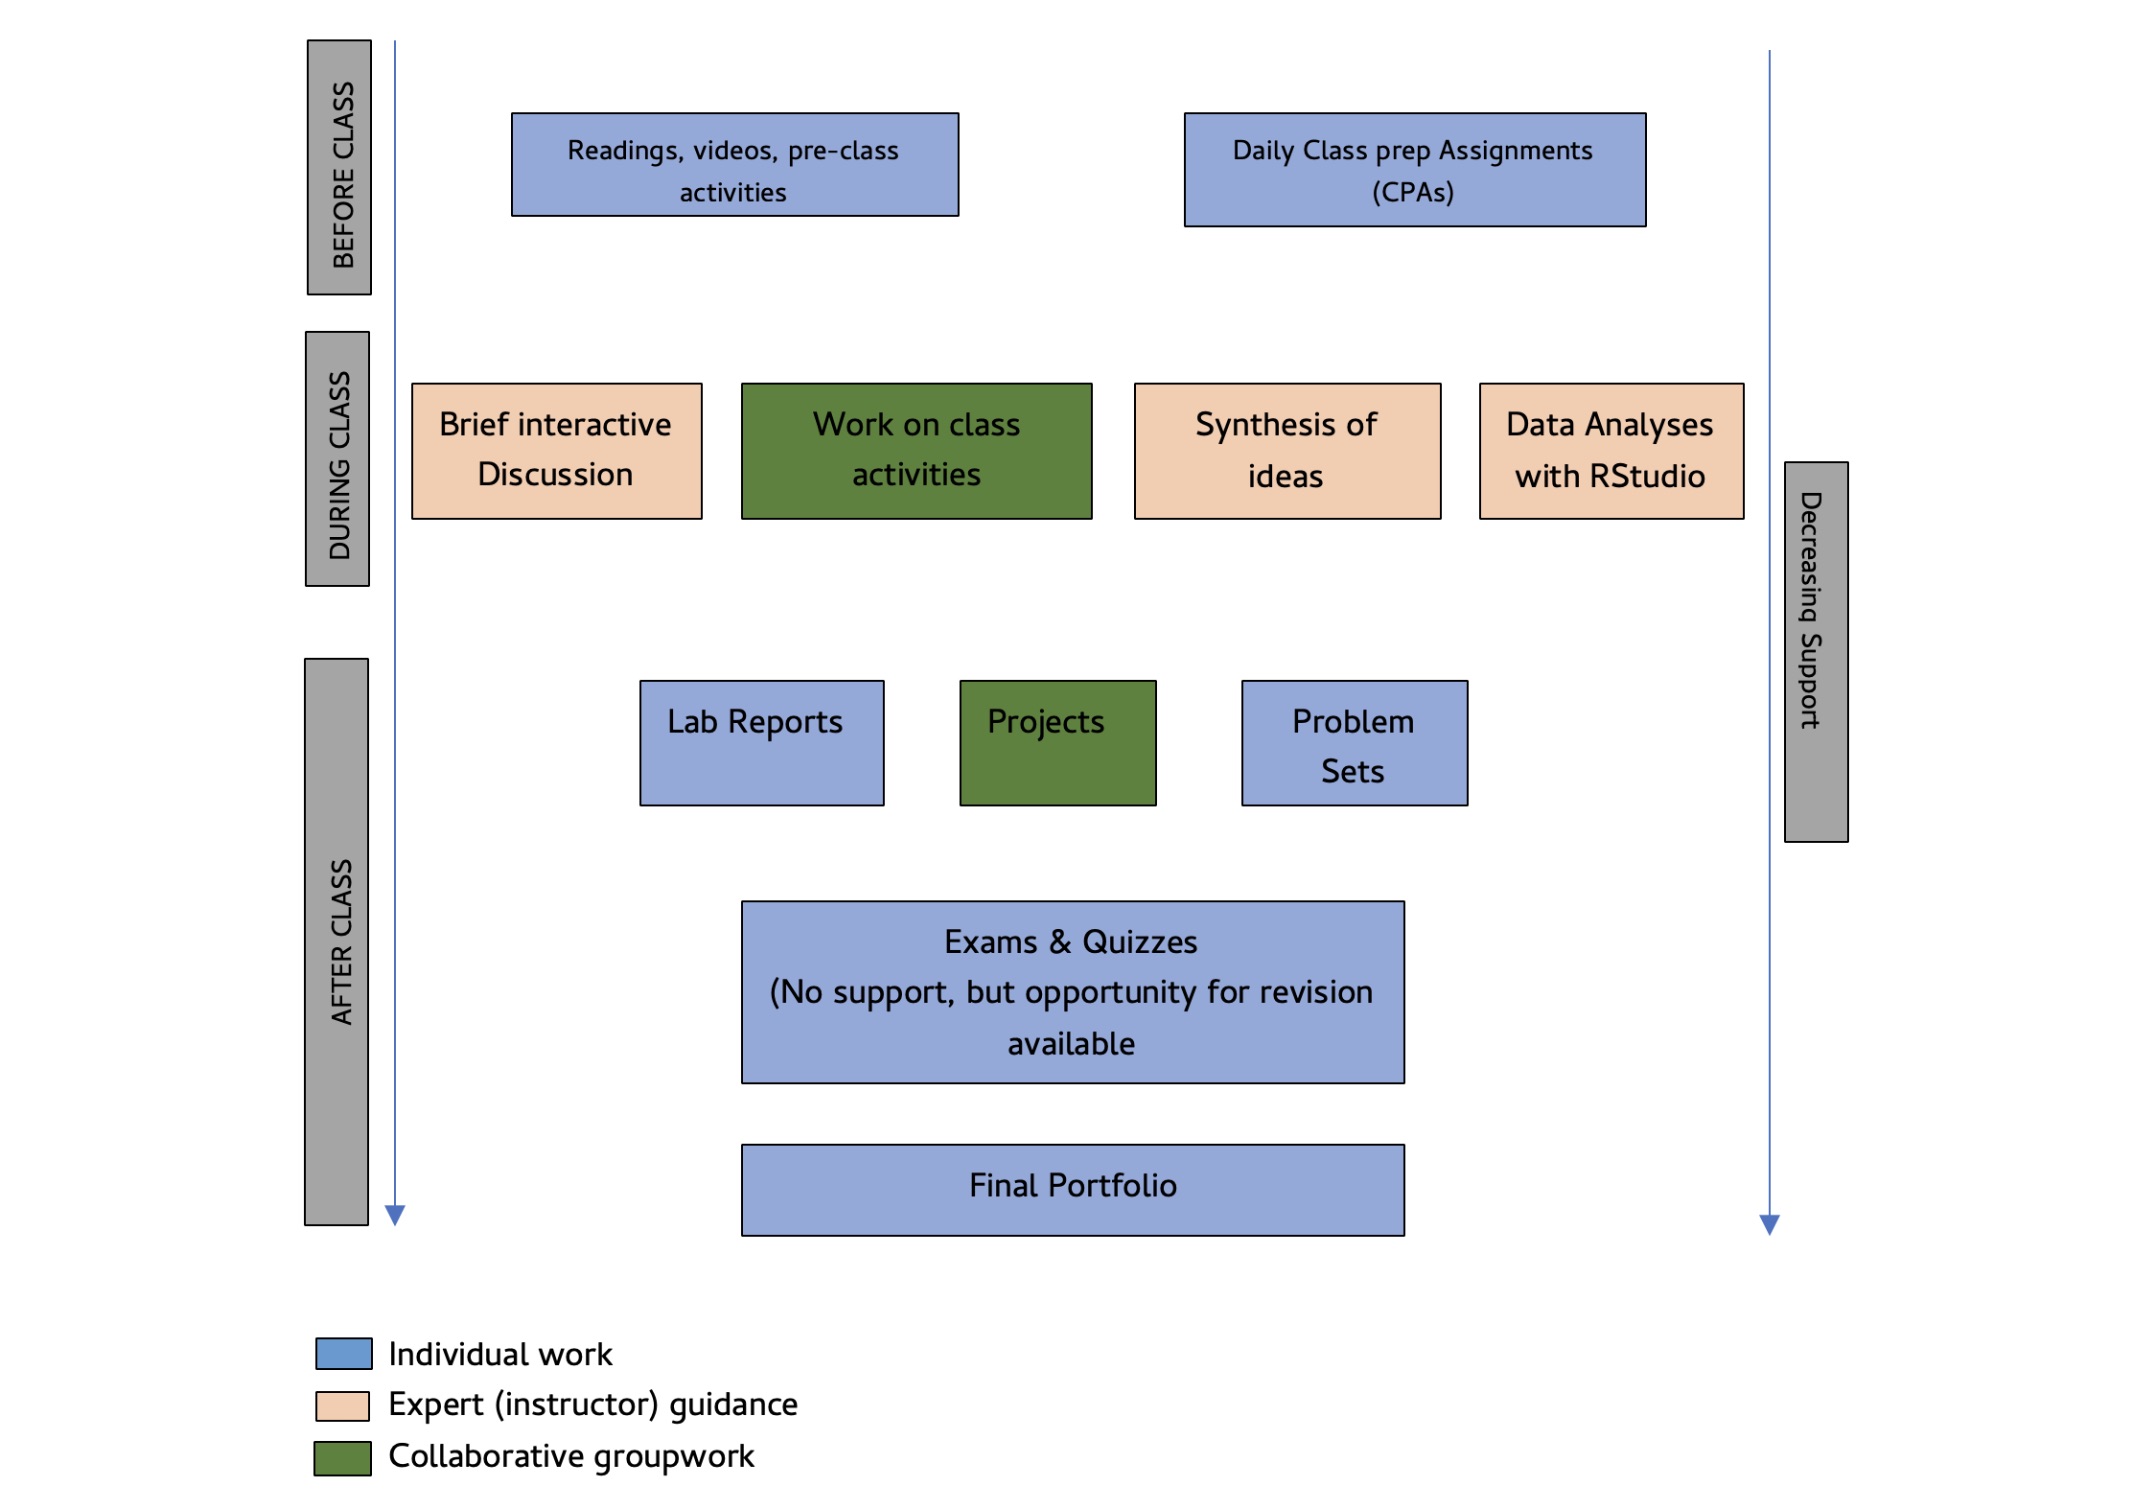 BEFORE CLASS
Readings, videos, pre-class
activities
Daily Class prep Assignments
(CPAs)
DURING CLASS
Brief interactive
Discussion
Work on class
activities
Synthesis of
ideas
Data Analyses
with RStudio
Decreasing Support
AFTER CLASS
Lab Reports
Projects
Problem
Sets
Exams & Quizzes
(No support, but opportunity for revision
available
Final Portfolio
Individual work
Expert (instructor) guidance
Collaborative groupwork